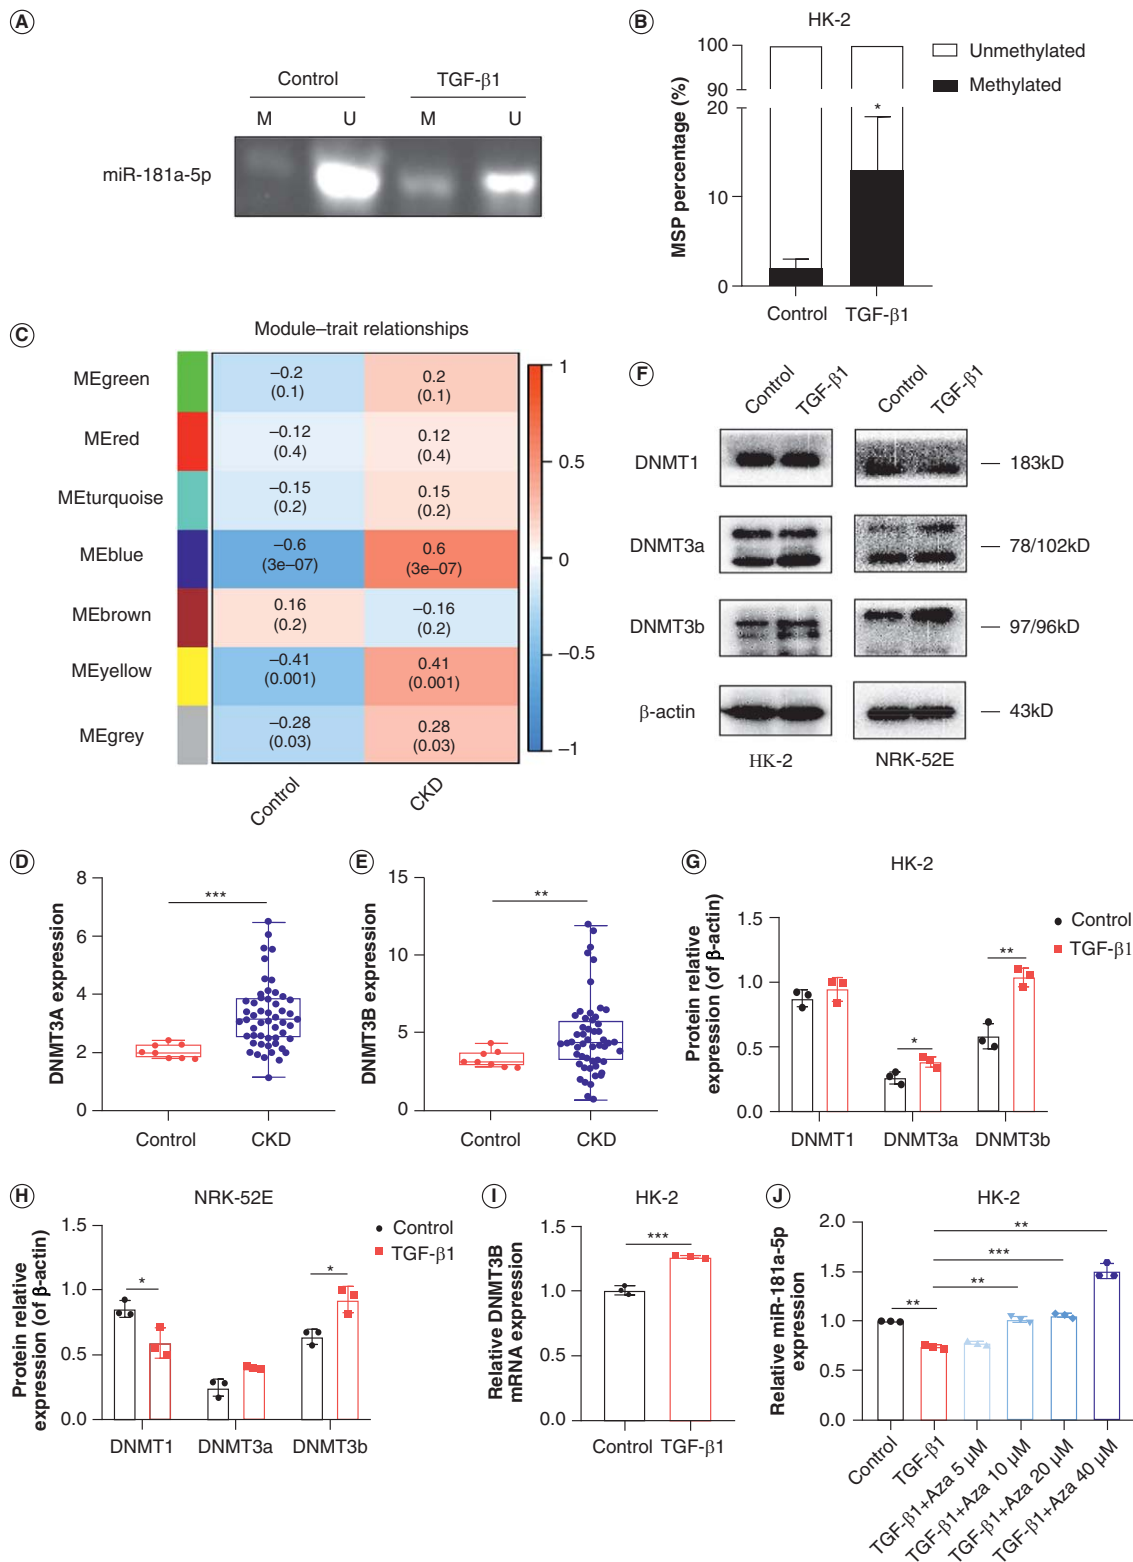 A
Control
TGF-β1
M
U
M
U
miR-181a-5p
B
HK-2
MSP percentage (%)
100
90
20
10
0
*
Control
TGF-β1
Unmethylated
Methylated
C
Module–trait relationships
MEgreen
–0.2
(0.1)
0.2
(0.1)
MEred
–0.12
(0.4)
0.12
(0.4)
MEturquoise
–0.15
(0.2)
0.15
(0.2)
MEblue
–0.6
(3e–07)
0.6
(3e–07)
MEbrown
0.16
(0.2)
–0.16
(0.2)
MEyellow
–0.41
(0.001)
0.41
(0.001)
MEgrey
–0.28
(0.03)
0.28
(0.03)
Control
CKD
1
0.5
0
–0.5
–1
F
Control
TGF-β1
Control
TGF-β1
DNMT1
183kD
DNMT3a
78/102kD
DNMT3b
97/96kD
β-actin
43kD
HK-2
NRK-52E
D
DNMT3A expression
8
6
4
2
0
***
Control
CKD
E
DNMT3B expression
15
10
5
0
**
Control
CKD
G
HK-2
Protein relative
expression (of β-actin)
1.5
1.0
0.5
0.0
*
**
DNMT1
DNMT3a
DNMT3b
Control
TGF-β1
H
NRK-52E
Protein relative
expression (of β-actin)
1.5
1.0
0.5
0.0
*
*
DNMT1
DNMT3a
DNMT3b
Control
TGF-β1
I
HK-2
Relative DNMT3B
mRNA expression
1.5
1.0
0.5
0.0
***
Control
TGF-β1
J
HK-2
Relative miR-181a-5p
expression
2.0
1.5
1.0
0.5
0.0
**
***
**
**
Control
TGF-β1
TGF-β1+Aza 5 μM
TGF-β1+Aza 10 μM
TGF-β1+Aza 20 μM
TGF-β1+Aza 40 μM